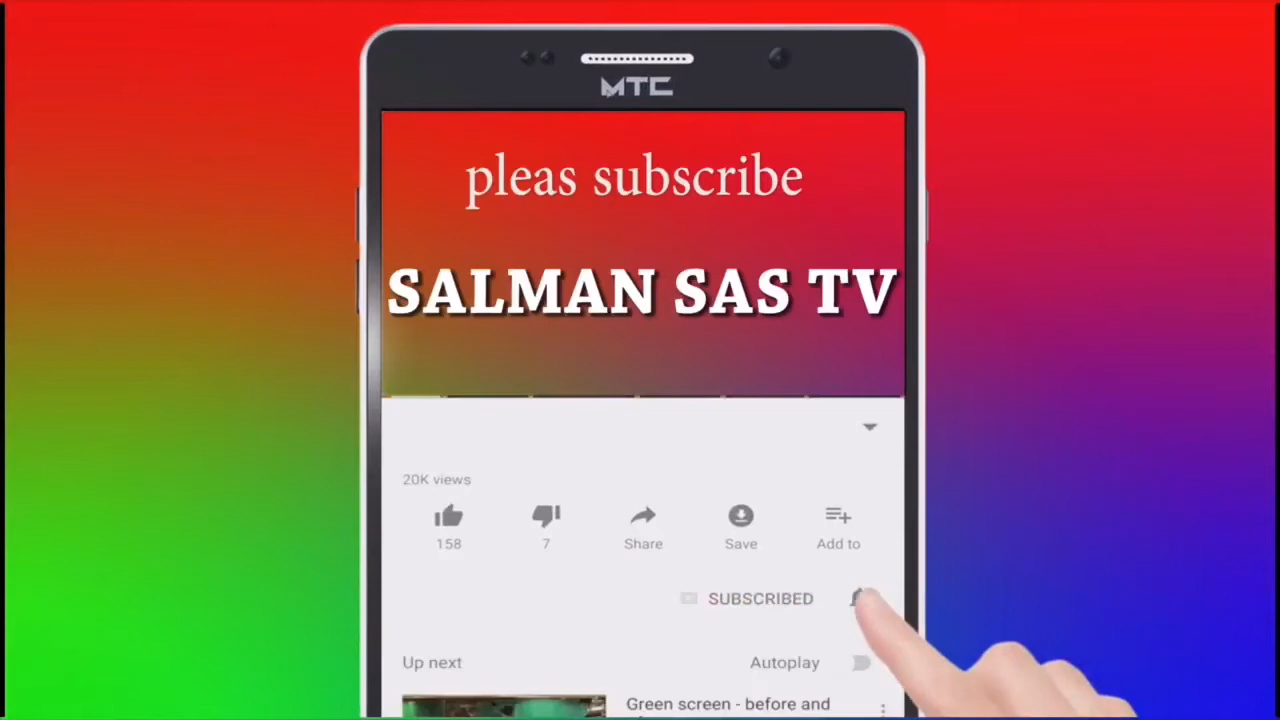 MTC
pleas subscribe
SALMAN SAS TV
20K views
158 7 Share Save Add to
SUBSCRIBED
Up next Autoplay
Green screen - before and